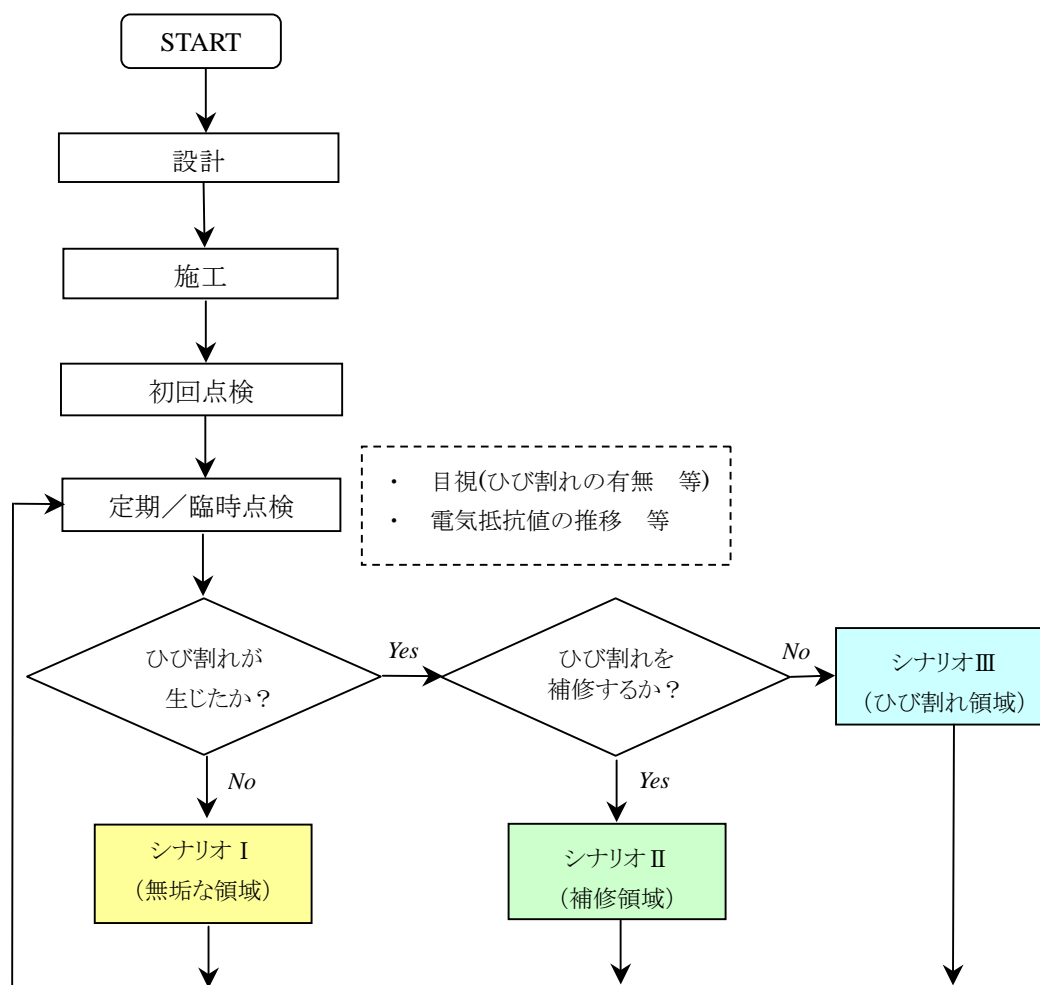 START
設計
施工
初回点検
定期／臨時点検
・ 目視(ひび割れの有無　等)
・ 電気抵抗値の推移　等
ひび割れが
生じたか？
Yes
ひび割れを
補修するか？
No
シナリオⅢ
（ひび割れ領域）
No
Yes
シナリオⅠ
（無垢な領域）
シナリオⅡ
（補修領域）